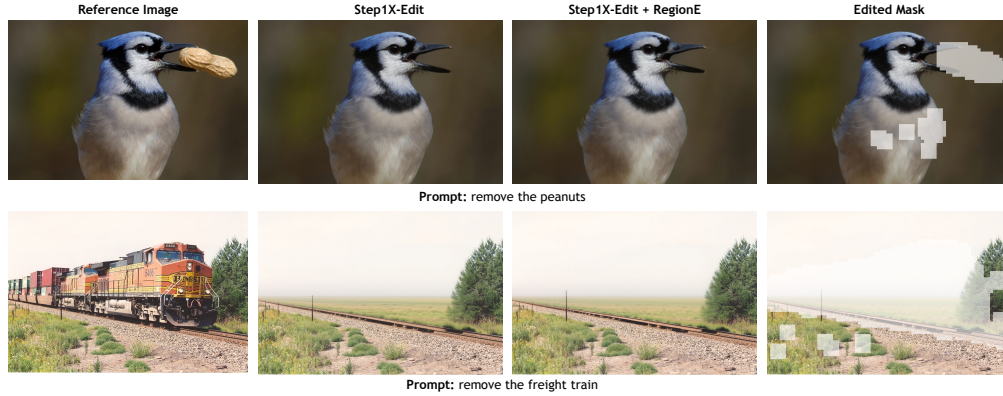 Reference Image
Step1X-Edit
Step1X-Edit + RegionE
Edited Mask
Prompt: remove the peanuts
Prompt: remove the freight train